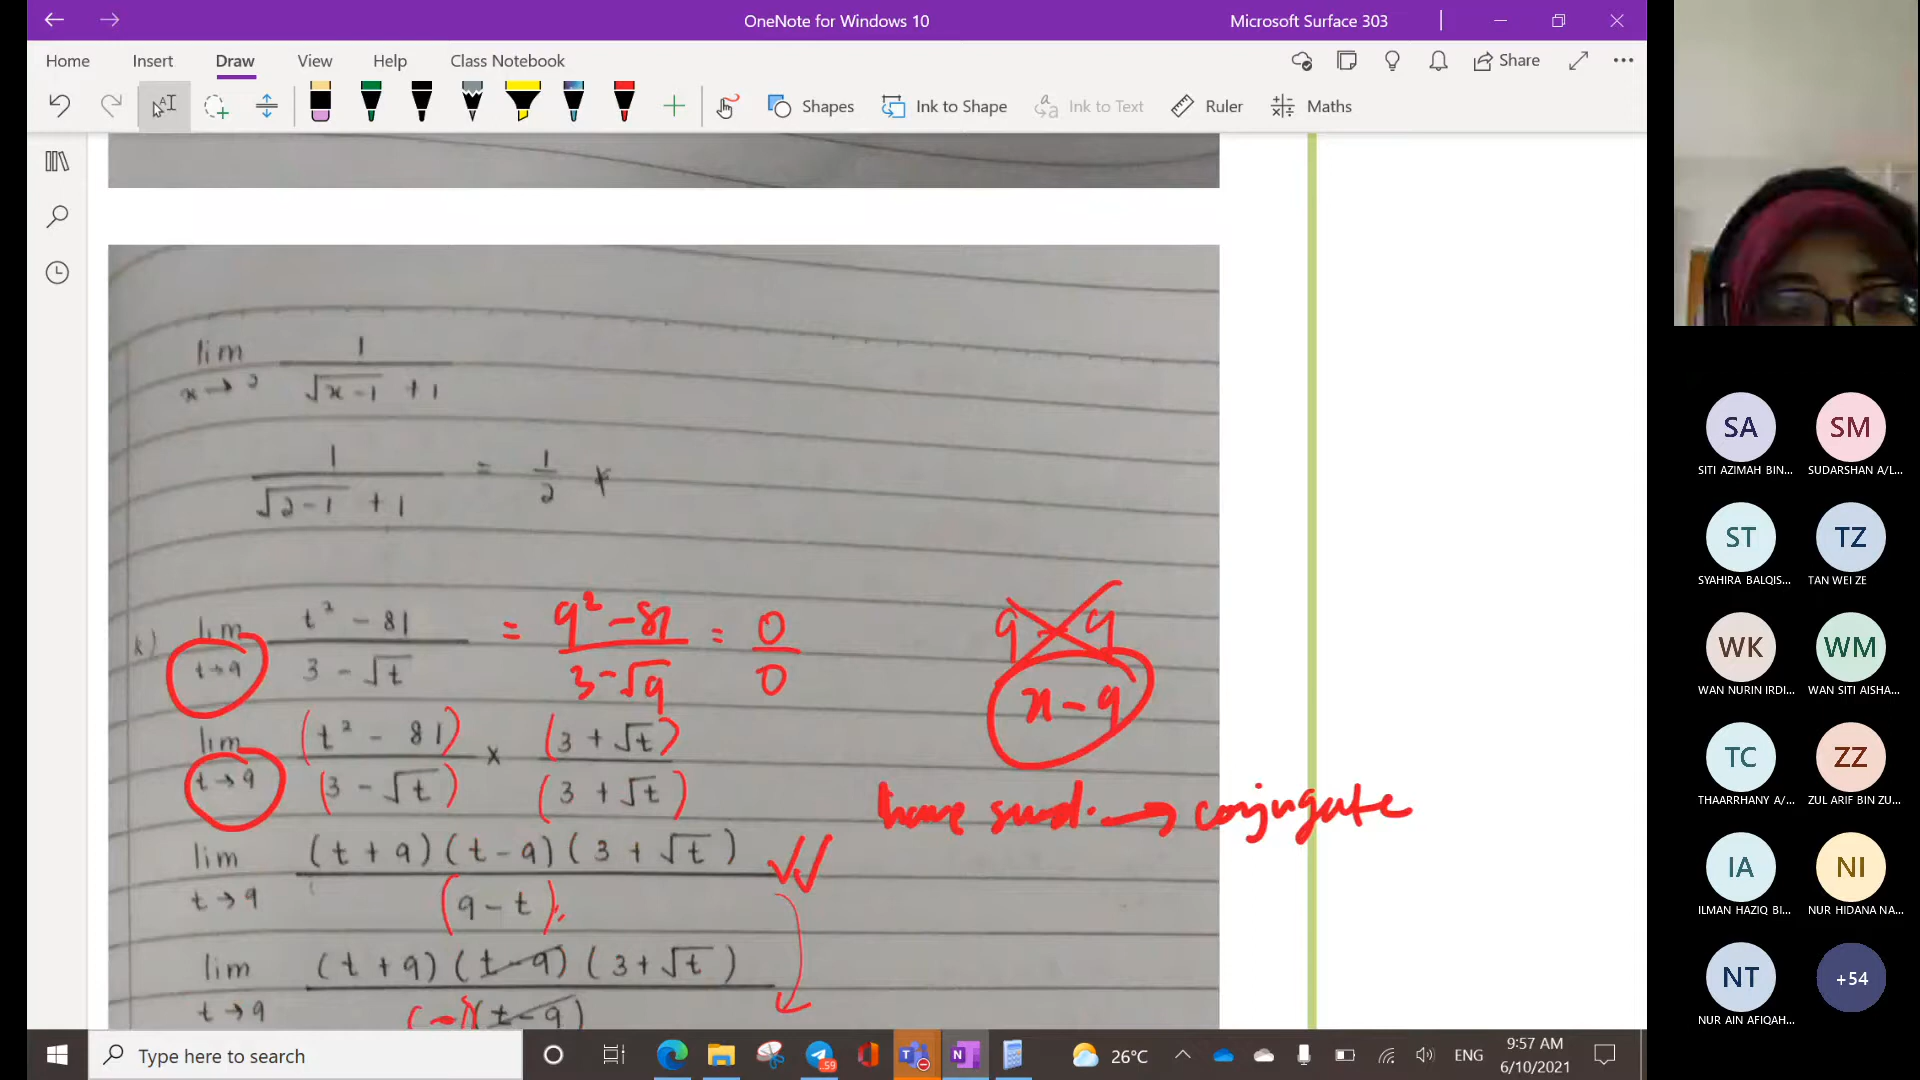 OneNote for Windows 10
Microsoft Surface 303
Home Insert Draw View Help Class Notebook
Share
Shapes Ink to Shape Ink to Text Ruler Maths
lim 1
x → 2 √x-1 + 1
1 = 1
√2-1 + 1 2
k) lim t² - 81 = 9² - 81 = 0
t → 9 3 - √t 3 - √9 0
9 - 9
x - 9
lim (t² - 81) × (3 + √t)
t → 9 (3 - √t) (3 + √t)
have surd. → conjugate
lim (t + 9)(t - 9)(3 + √t)
t → 9 (9 - t)
lim (t + 9)(t - 9)(3 + √t)
t → 9 (-1)(t - 9)
SA SM
SITI AZIMAH BIN... SUDARSHAN A/L...
ST TZ
SYAHIRA BALQIS... TAN WEI ZE
WK WM
WAN NURIN IRDI... WAN SITI AISHA...
TC ZZ
THAARRHANY A/... ZUL ARIF BIN ZU...
IA NI
ILMAN HAZIQ BI... NUR HIDANA NA...
NT +54
NUR AIN AFIQAH...
Type here to search
59
26°C
ENG
9:57 AM
6/10/2021